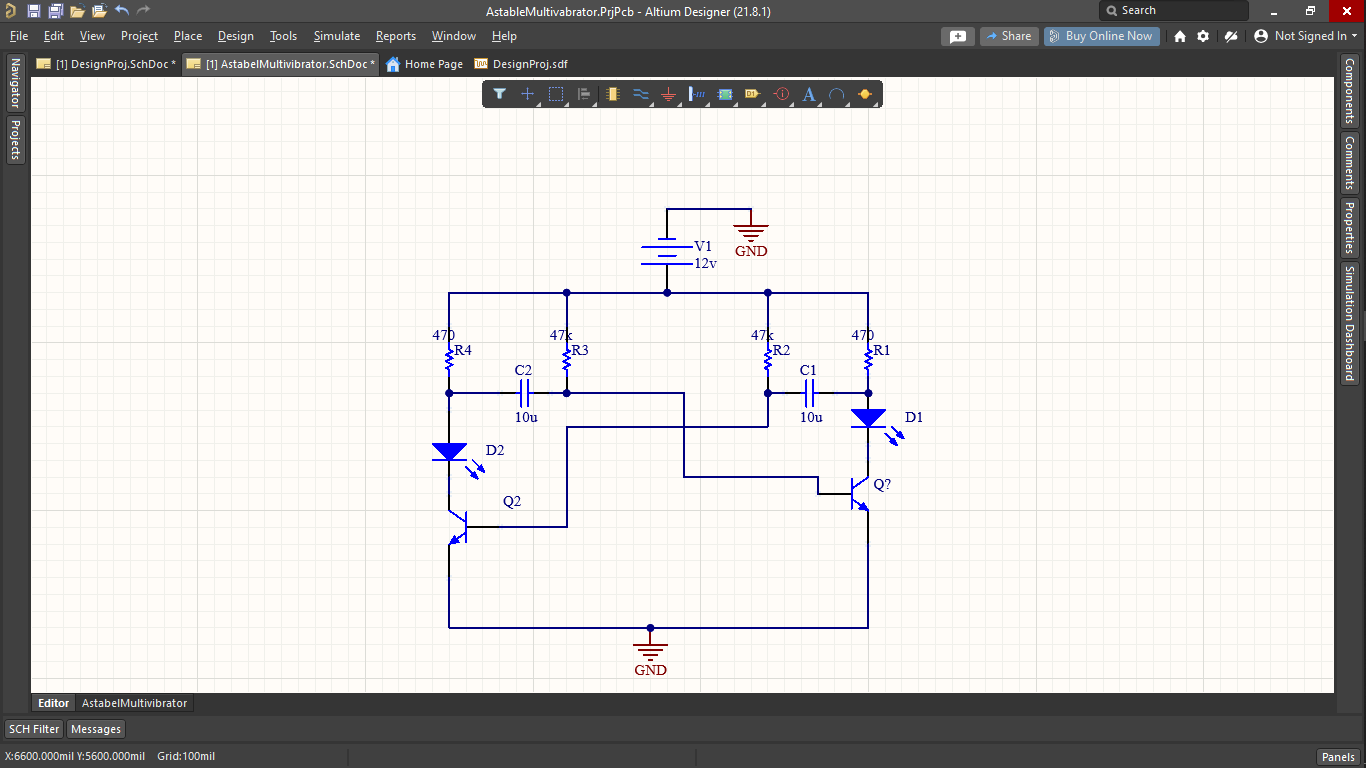 AstableMultivabrator.PrjPcb - Altium Designer (21.8.1)
Search
File Edit View Project Place Design Tools Simulate Reports Window Help
Share
Buy Online Now
Not Signed In
[1] DesignProj.SchDoc *
[1] AstabelMultivibrator.SchDoc *
Home Page
DesignProj.sdf
Navigator
Projects
Components
Comments
Properties
Simulation Dashboard
V1
12v
GND
470
R4
47k
R3
47k
R2
470
R1
C2
10u
C1
10u
D1
D2
Q?
Q2
GND
Editor
AstabelMultivibrator
SCH Filter
Messages
X:6600.000mil Y:5600.000mil Grid:100mil
Panels